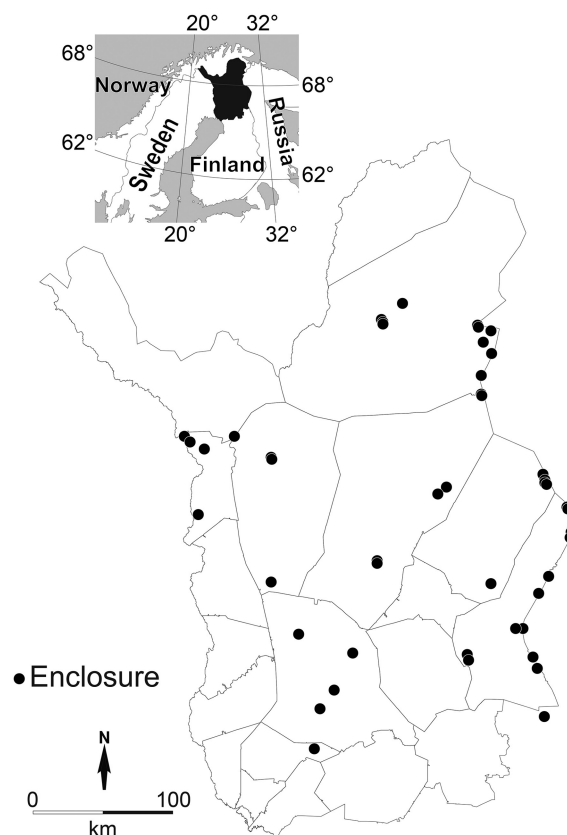 20° 32°
68°
68°
Norway
Russia
Sweden
62°
Finland
62°
20° 32°
Enclosure
N
0 100
km